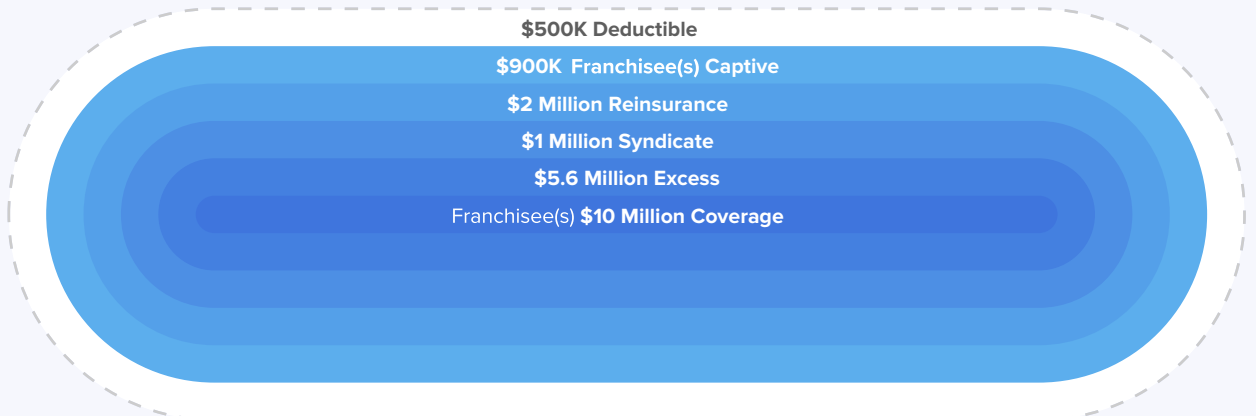 $500K Deductible
$900K Franchisee(s) Captive
$2 Million Reinsurance
$1 Million Syndicate
$5.6 Million Excess
Franchisee(s) $10 Million Coverage